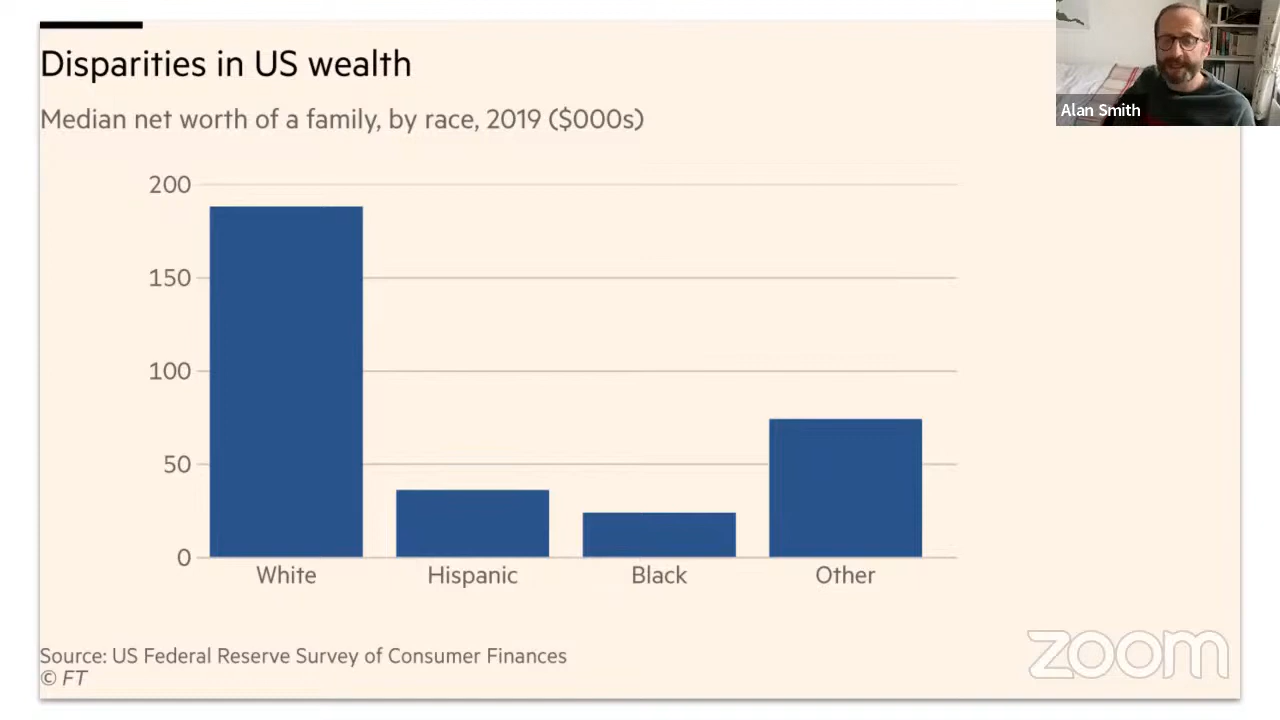 Disparities in US wealth
Alan Smith
Median net worth of a family, by race, 2019 ($000s)
200
150
100
50
0
White Hispanic Black Other
Source: US Federal Reserve Survey of Consumer Finances
© FT
zoom